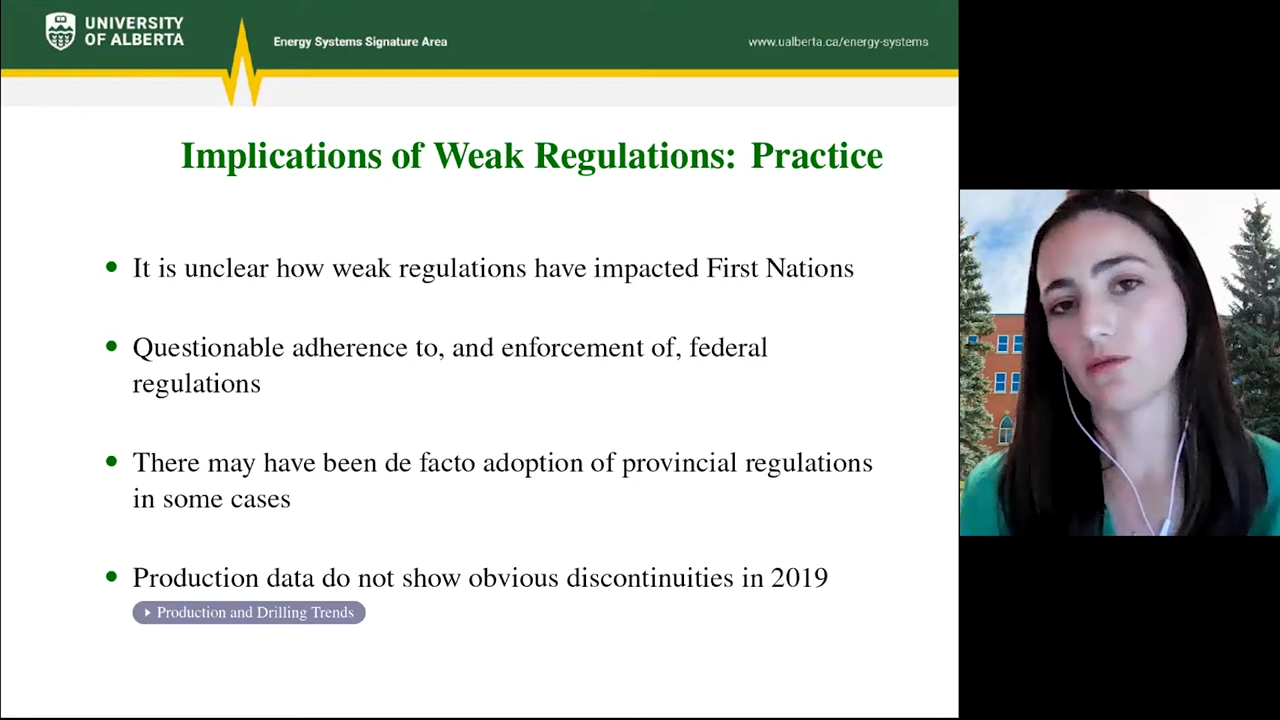 UNIVERSITY
OF ALBERTA
Energy Systems Signature Area
www.ualberta.ca/energy-systems
Implications of Weak Regulations: Practice
It is unclear how weak regulations have impacted First Nations
Questionable adherence to, and enforcement of, federal
regulations
There may have been de facto adoption of provincial regulations
in some cases
Production data do not show obvious discontinuities in 2019
Production and Drilling Trends